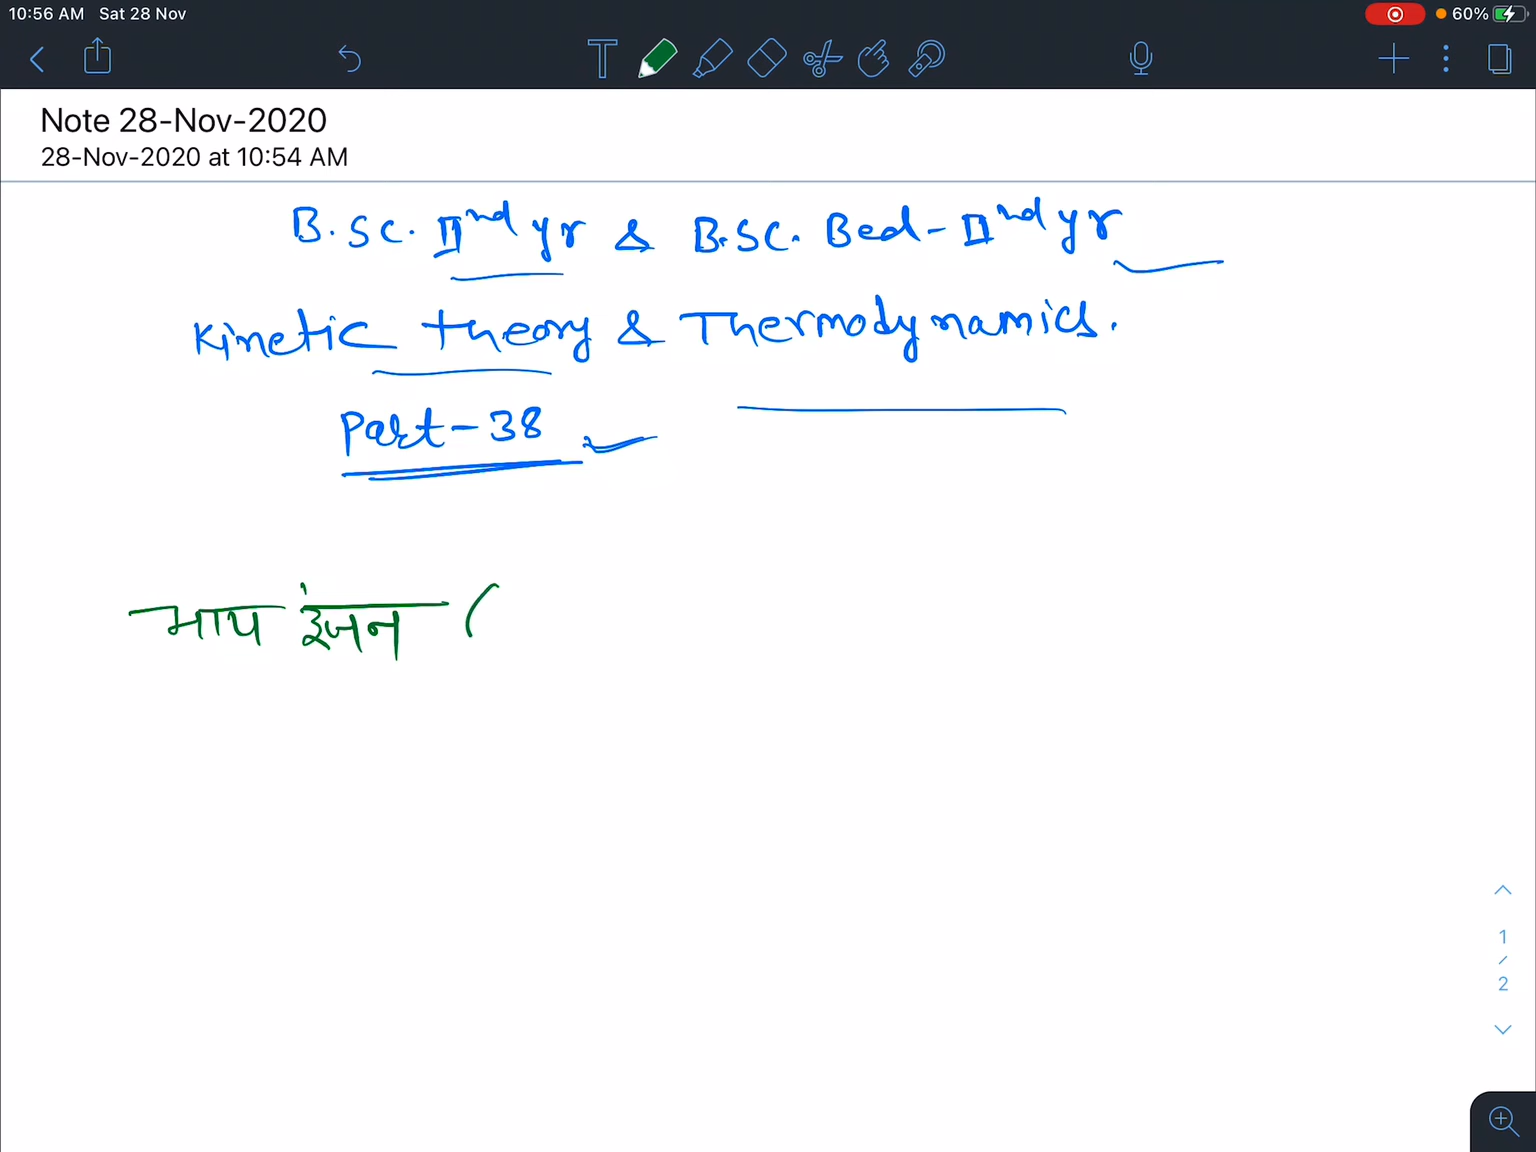 10:56 AM Sat 28 Nov 60%
Note 28-Nov-2020
28-Nov-2020 at 10:54 AM
B.Sc. IInd yr & B.Sc. Bed-IInd yr
Kinetic theory & Thermodynamics.
Part-38
भाप इंजन (
1
/
2